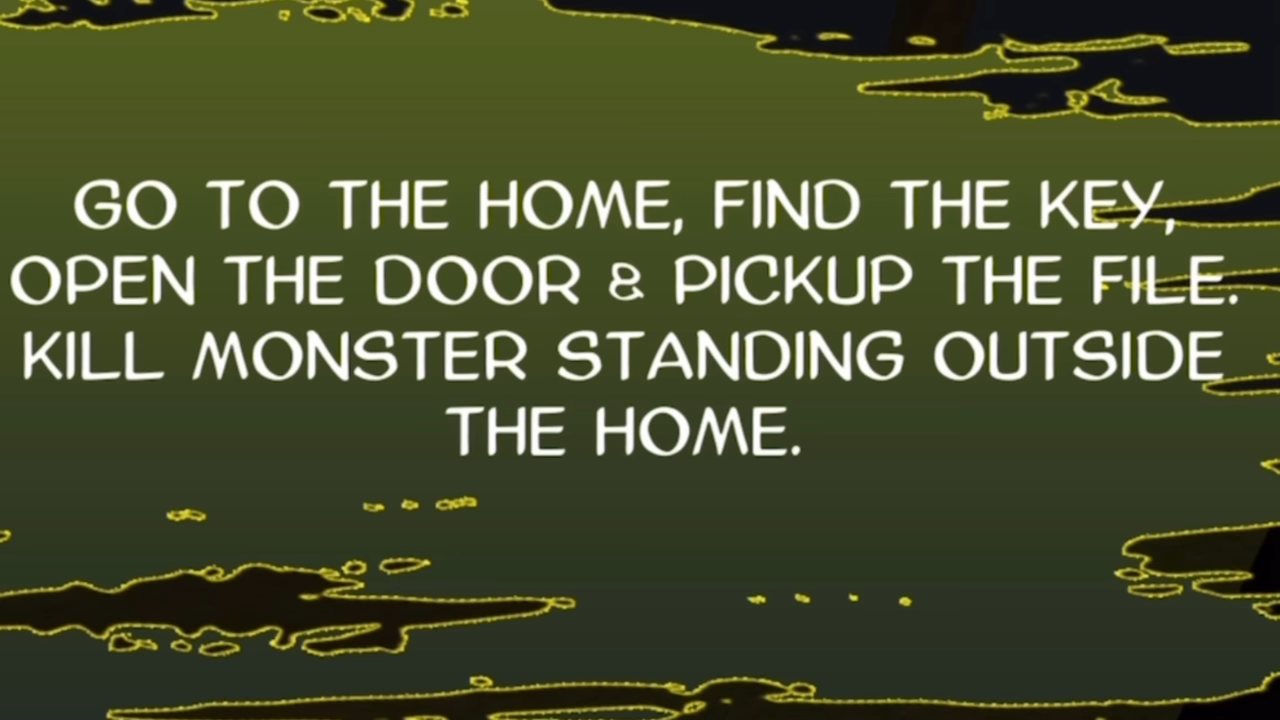 GO TO THE HOME, FIND THE KEY,
OPEN THE DOOR & PICKUP THE FILE.
KILL MONSTER STANDING OUTSIDE
THE HOME.